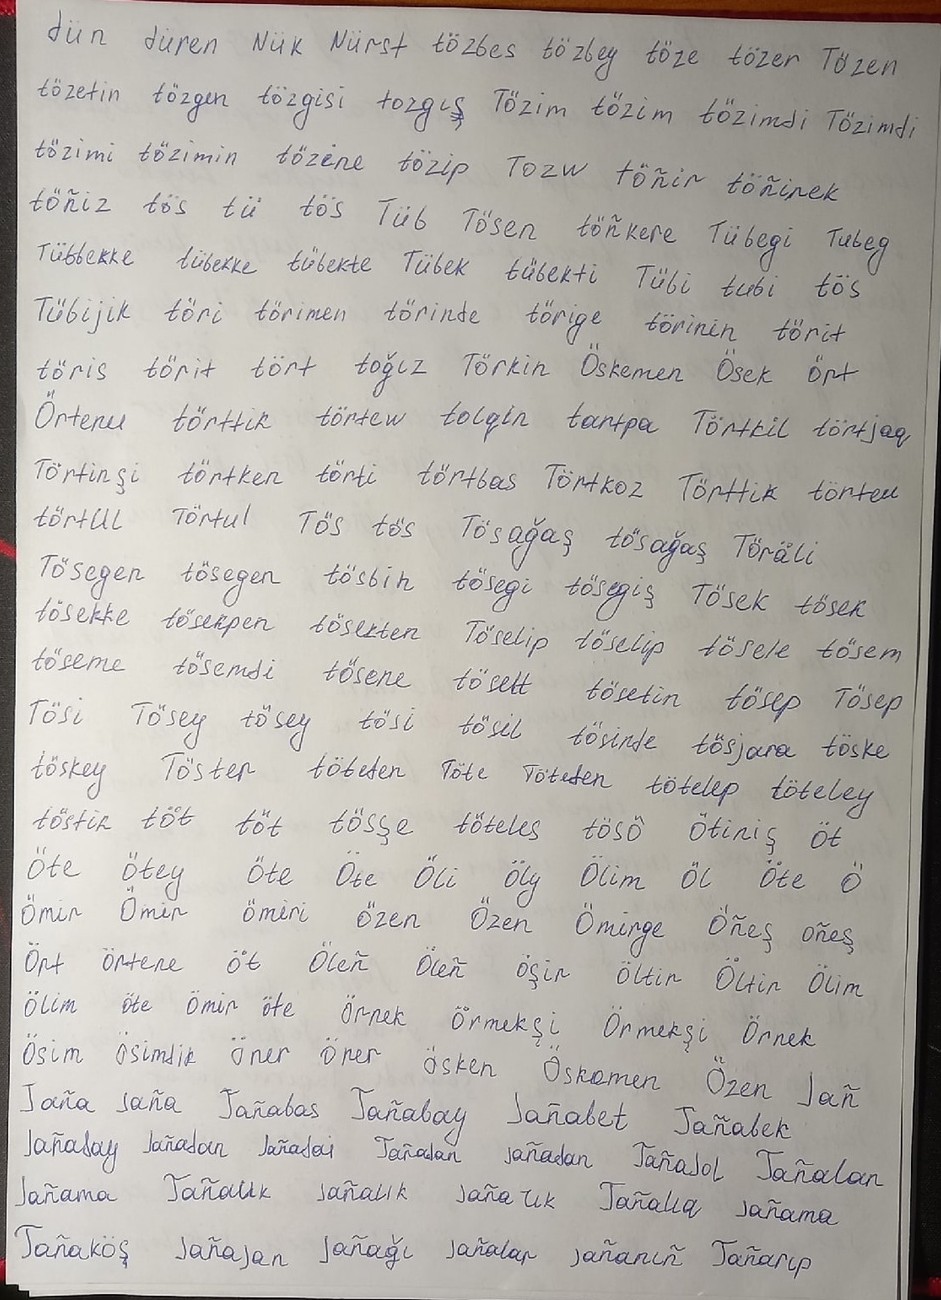 dün düren Nük Nürst tözbes tözbey töze tözer Tözen
tözetin tözgen tözgisi tozgış Tözim tözim tözimdi Tözimdi
tözimi tözimin tözene tözip Tozw töñir töñirek
töñiz tös tü tös Tüb Tösen töñkere Tübegi Tubeg
Tübbekke tübekke tübekte Tübek tübekti Tübi tubi tös
Tübijik töri törimen törinde törige törinin törit
töris törit tört toğız Törkin Öskemen Ösek Ört
Örteneu törttik törtew tolqin tantpa Törtkil törtjaq
Törtinşi törtken törti törtbas Törtkoz Törttik törteu
törtUl Törtul Tös tös Tösağaş tösağaş Töräli
Tösegen tösegen tösbin tösegi tösegiş Tösek tösek
tösekke tösekpen tösekten Töselip töselip tösele tösem
töseme tösemdi tösene tösett tösetin tösep Tösep
Tösi Tösey tösey tösi tösil tösinde tösjara töske
töskey Töster töteden Töte Töteden tötelep töteley
töstik töt töt tösşe töteles tösö ötiniş öt
Öte ötey öte Öte Öli öly Ölim öl Öte Ö
Ömir Ömir ömiri özen Özen Ömirge Öñeş oñeş
Ört örtene öt Öleñ Öleñ öşir öltir Öltir Ölim
ölim öte ömir öte örnek örmekşi Örmekşi Örnek
Ösim ösimdik öner öner ösken Öskemen Özen Jañ
Jaña jaña Jañabas Jañabay Jañabet Jañabek
Jañaday Jañadan Jañadai Jañadan jañadan Jañajol Jañalan
Jañama Jañalık jañalık jaña lık Jañalıq jañama
Jañaköş jañajan jañağı jañalar jañanıñ Jañarıp